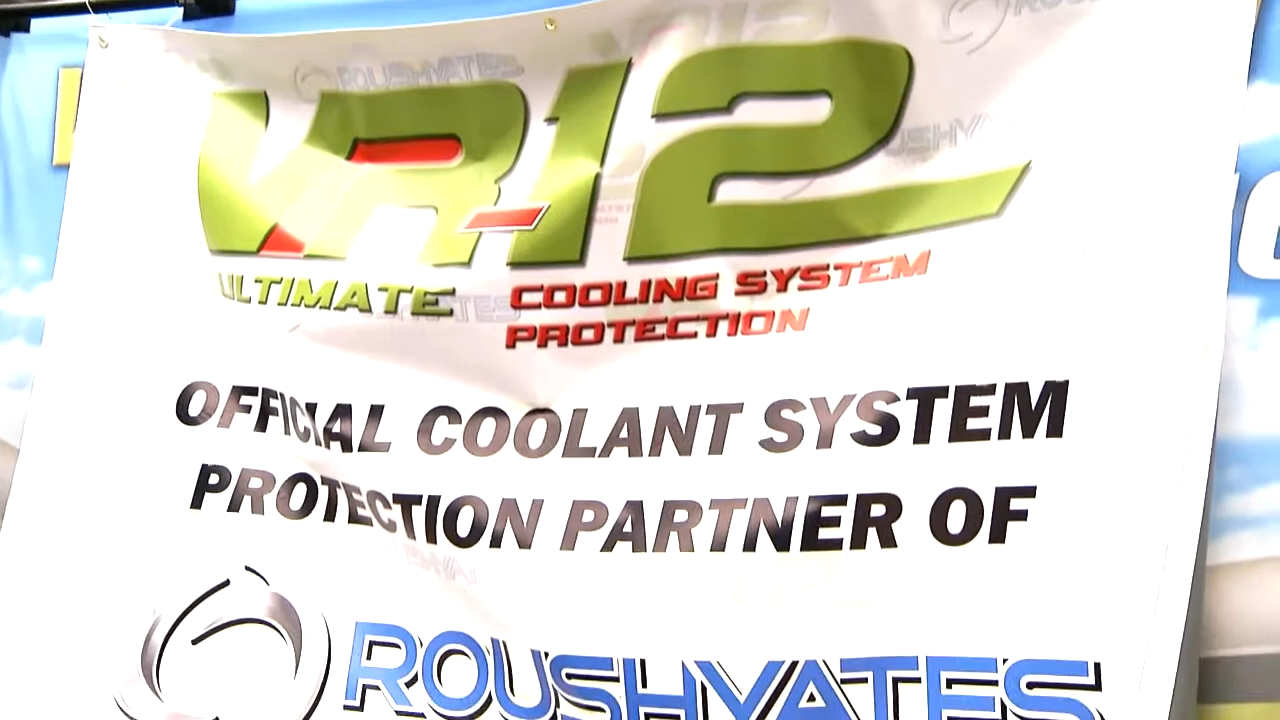 VR-12
ULTIMATE COOLING SYSTEM
PROTECTION
OFFICIAL COOLANT SYSTEM
PROTECTION PARTNER OF
ROUSHYATES